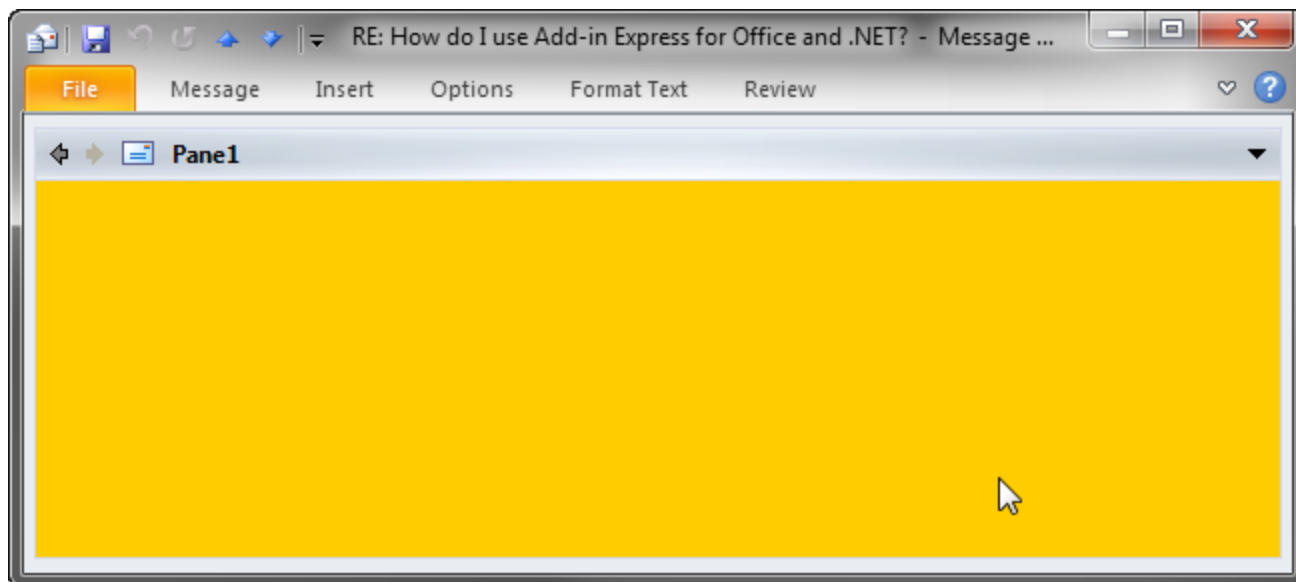 RE: How do I use Add-in Express for Office and .NET? - Message ...
File Message Insert Options Format Text Review
Pane1